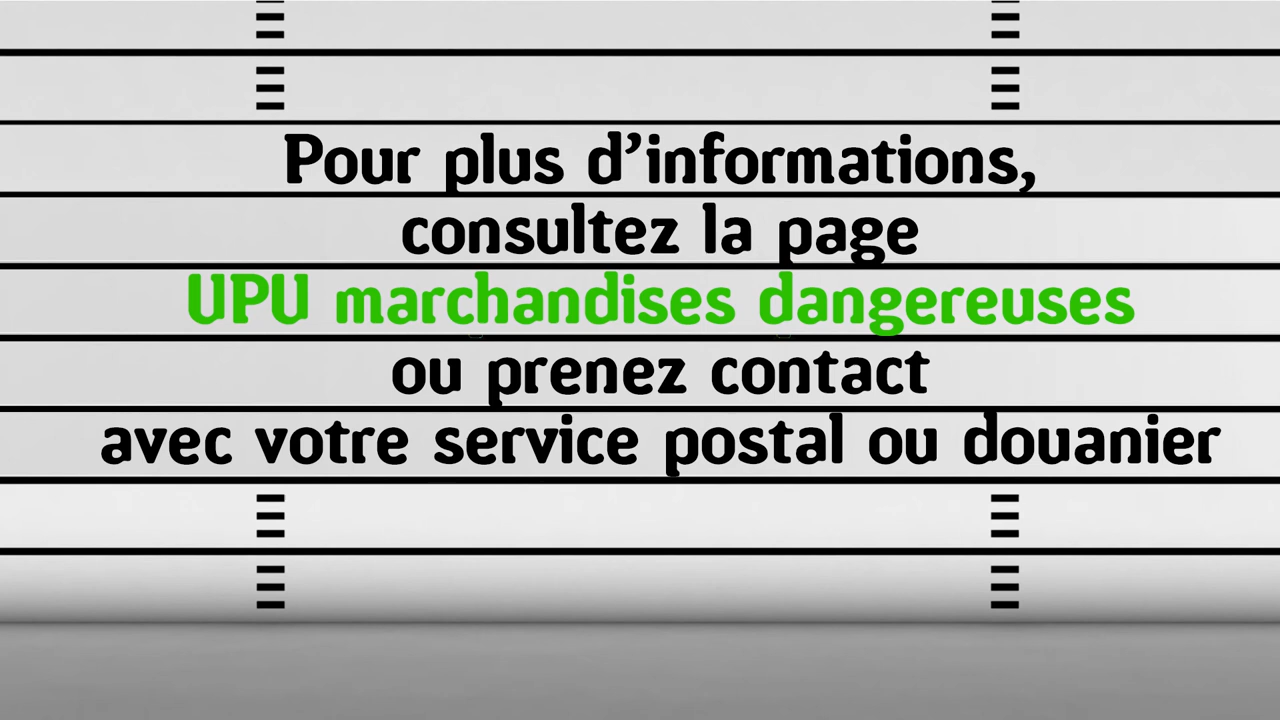 Pour plus d’informations,
consultez la page
UPU marchandises dangereuses
ou prenez contact
avec votre service postal ou douanier